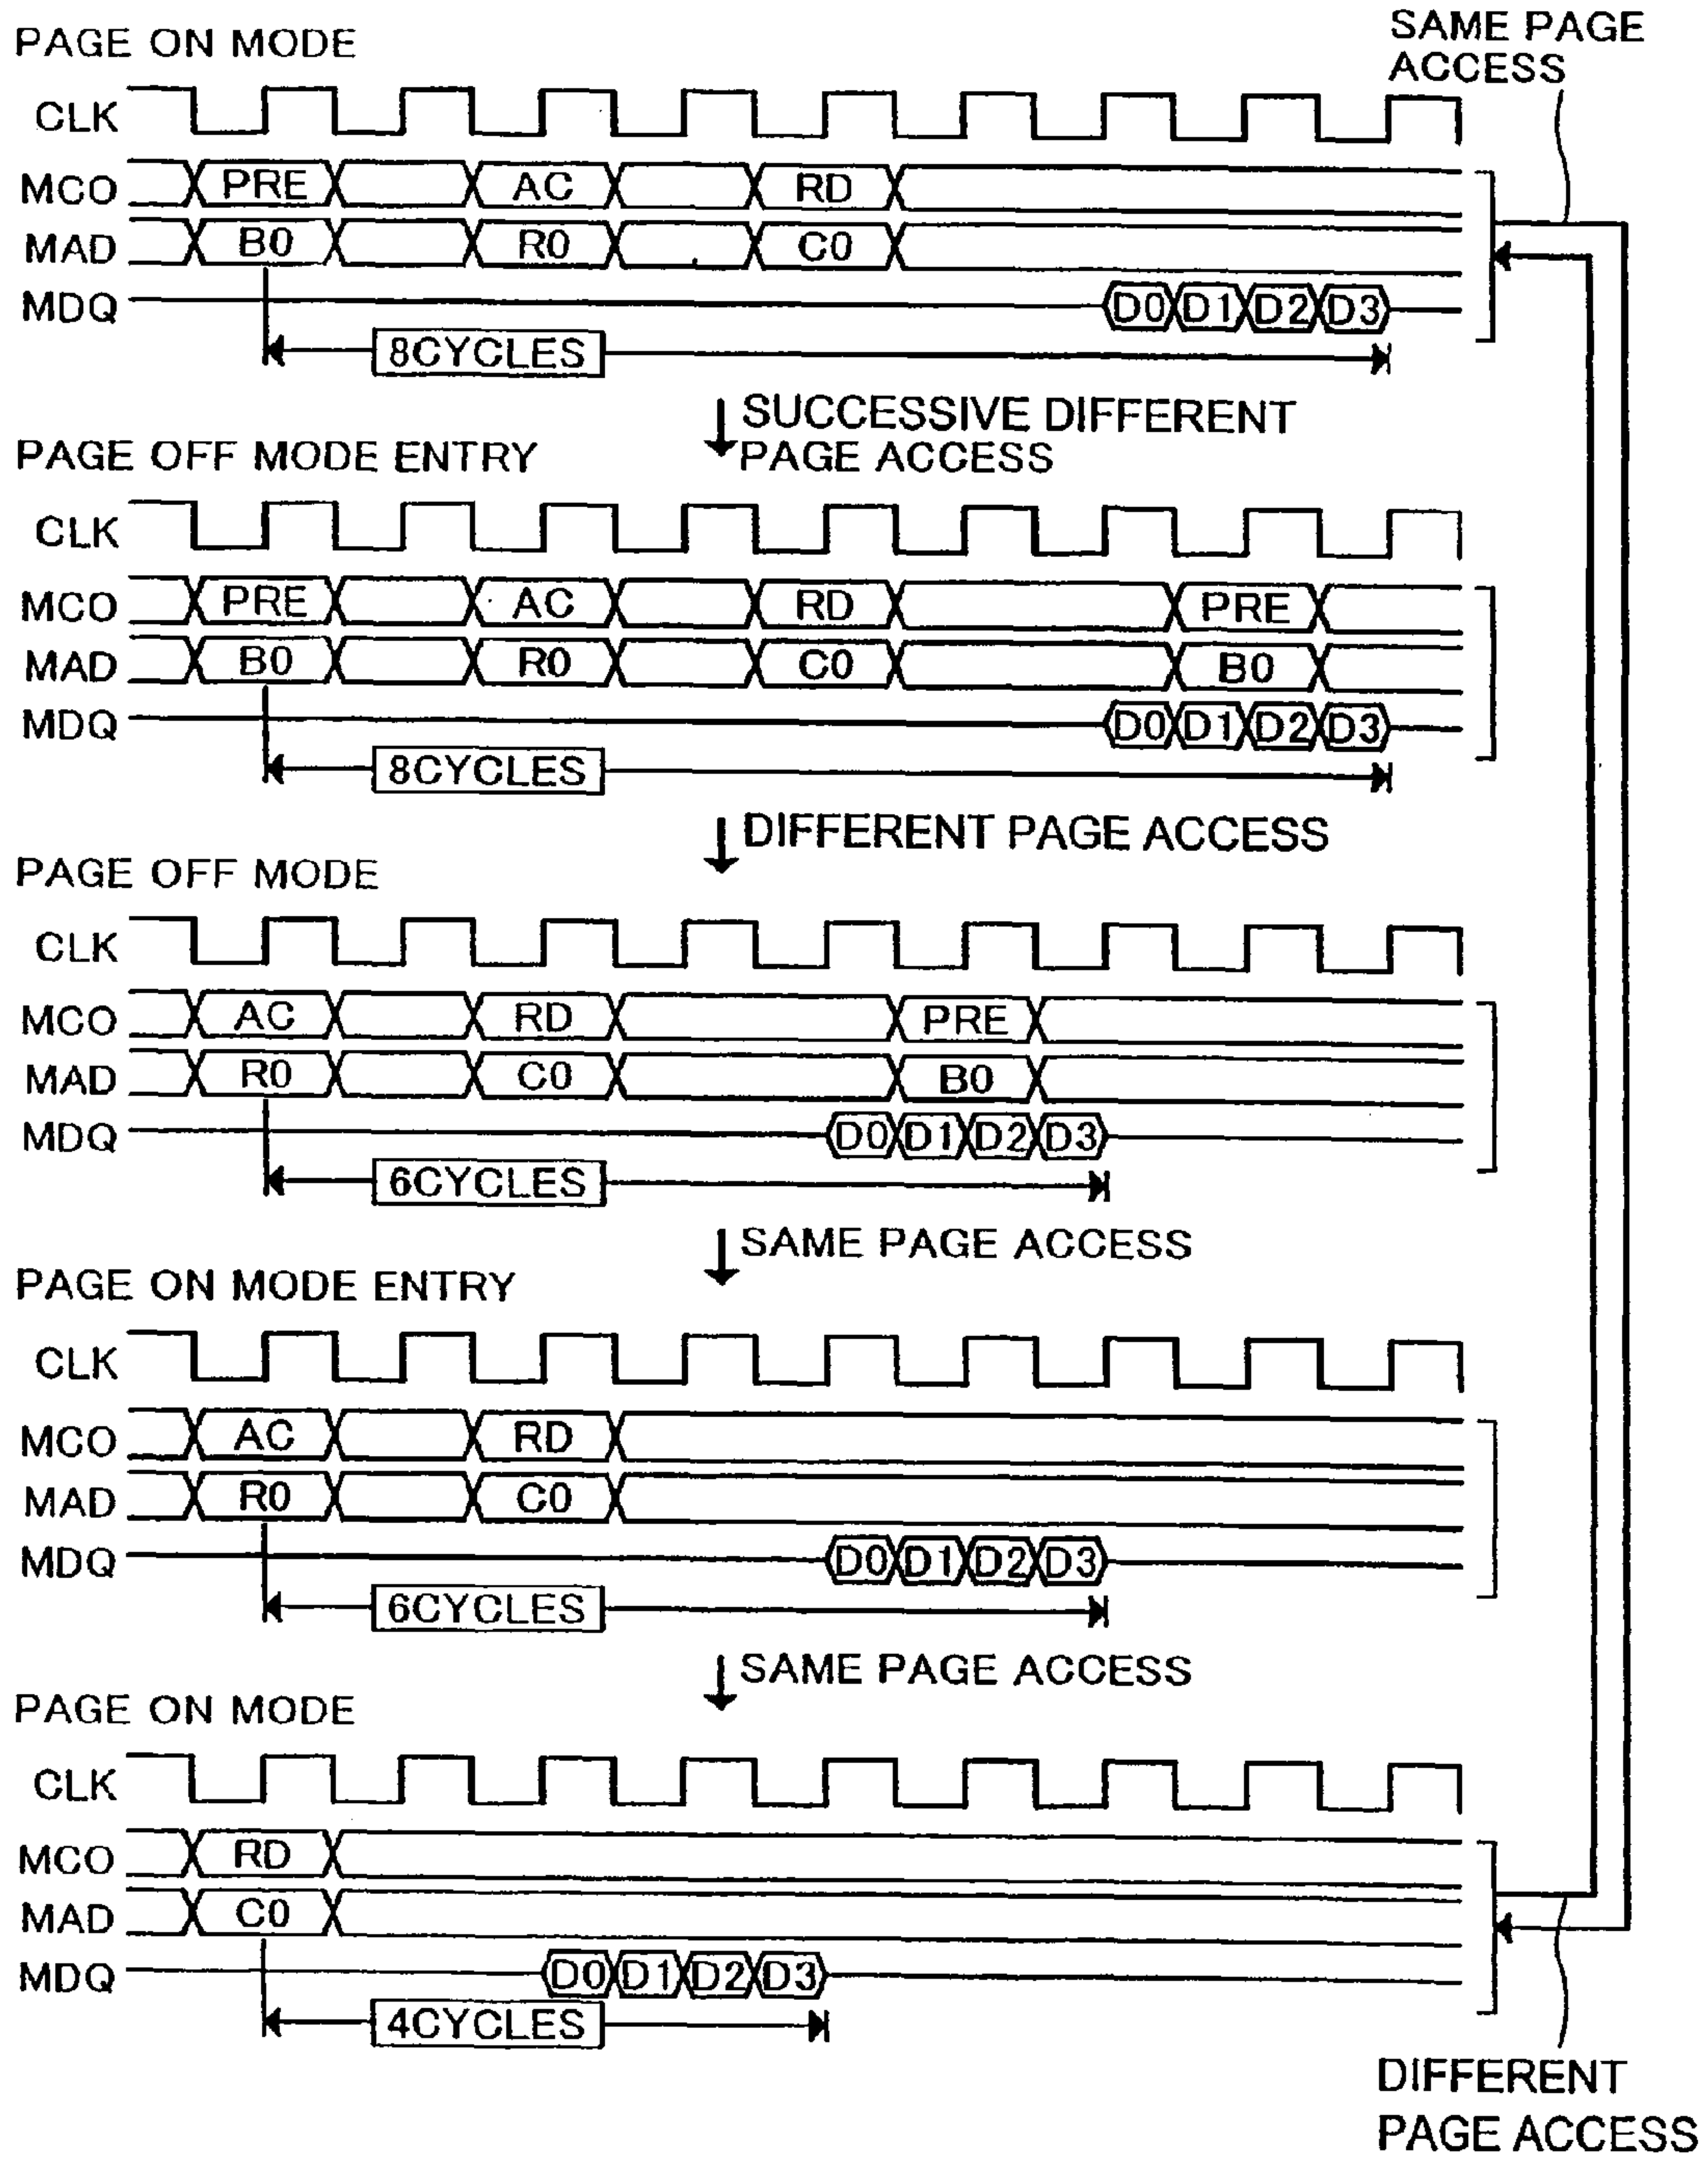 SAME PAGE
ACCESS
PAGE ON MODE
CLK
MCO PRE AC RD
MAD B0 R0 C0
MDQ D0 D1 D2 D3
8CYCLES
SUCCESSIVE DIFFERENT
PAGE ACCESS
PAGE OFF MODE ENTRY
CLK
MCO PRE AC RD PRE
MAD B0 R0 C0 B0
MDQ D0 D1 D2 D3
8CYCLES
DIFFERENT PAGE ACCESS
PAGE OFF MODE
CLK
MCO AC RD PRE
MAD R0 C0 B0
MDQ D0 D1 D2 D3
6CYCLES
SAME PAGE ACCESS
PAGE ON MODE ENTRY
CLK
MCO AC RD
MAD R0 C0
MDQ D0 D1 D2 D3
6CYCLES
SAME PAGE ACCESS
PAGE ON MODE
CLK
MCO RD
MAD C0
MDQ D0 D1 D2 D3
4CYCLES
DIFFERENT
PAGE ACCESS